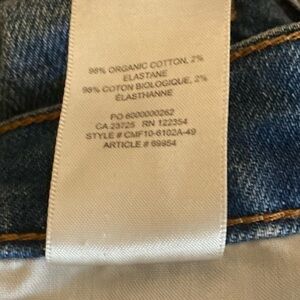 98% ORGANIC COTTON, 2%
ELASTANE
98% COTON BIOLOGIQUE, 2%
ÉLASTHANNE
PO 6000000262
CA 23725 RN 122354
STYLE # CMF10-6102A-49
ARTICLE # 69954